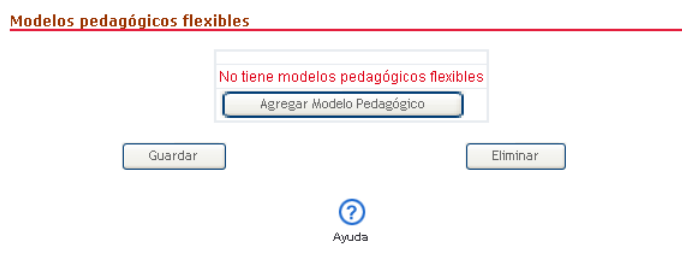 Modelos pedagógicos flexibles
No tiene modelos pedagógicos flexibles
Agregar Modelo Pedagógico
Guardar
Eliminar
Ayuda